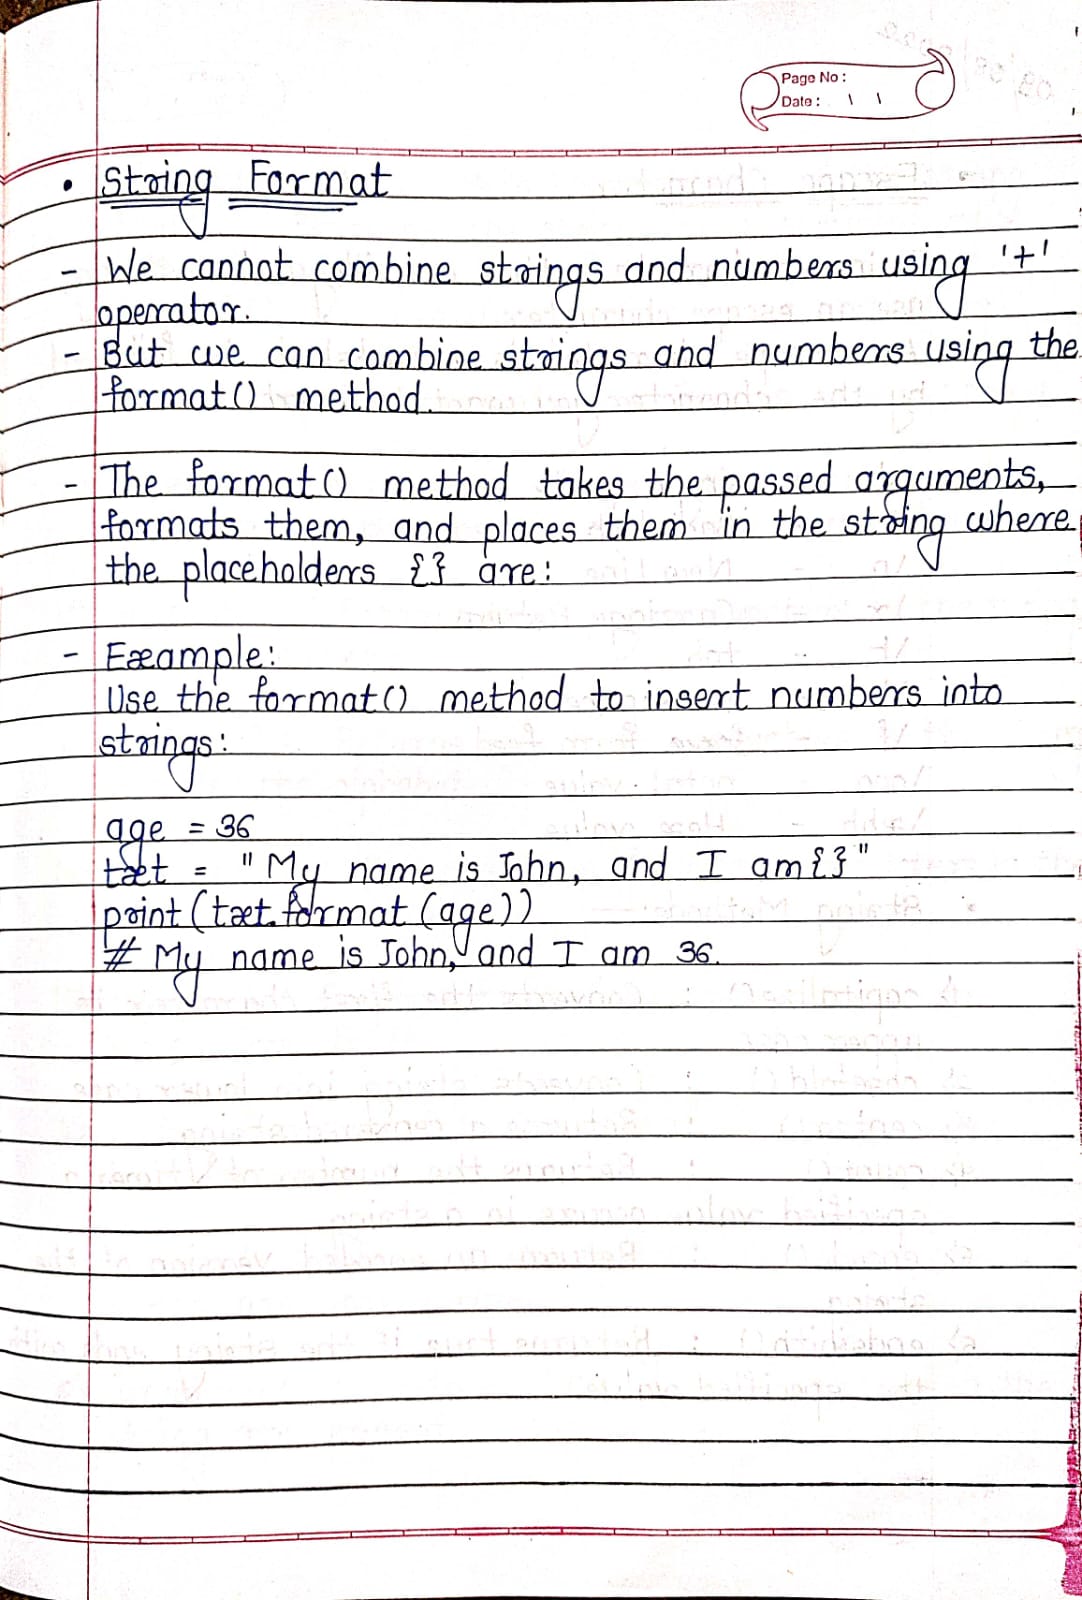 Page No :
Date :
• String Format
- We cannot combine strings and numbers using '+'
operator.
- But we can combine strings and numbers using the
format() method.
- The format() method takes the passed arguments,
formats them, and places them in the string where
the placeholders {} are:
- Example:
Use the format() method to insert numbers into
strings:
age = 36
txt = "My name is John, and I am{}"
print(txt.format(age))
# My name is John, and I am 36.